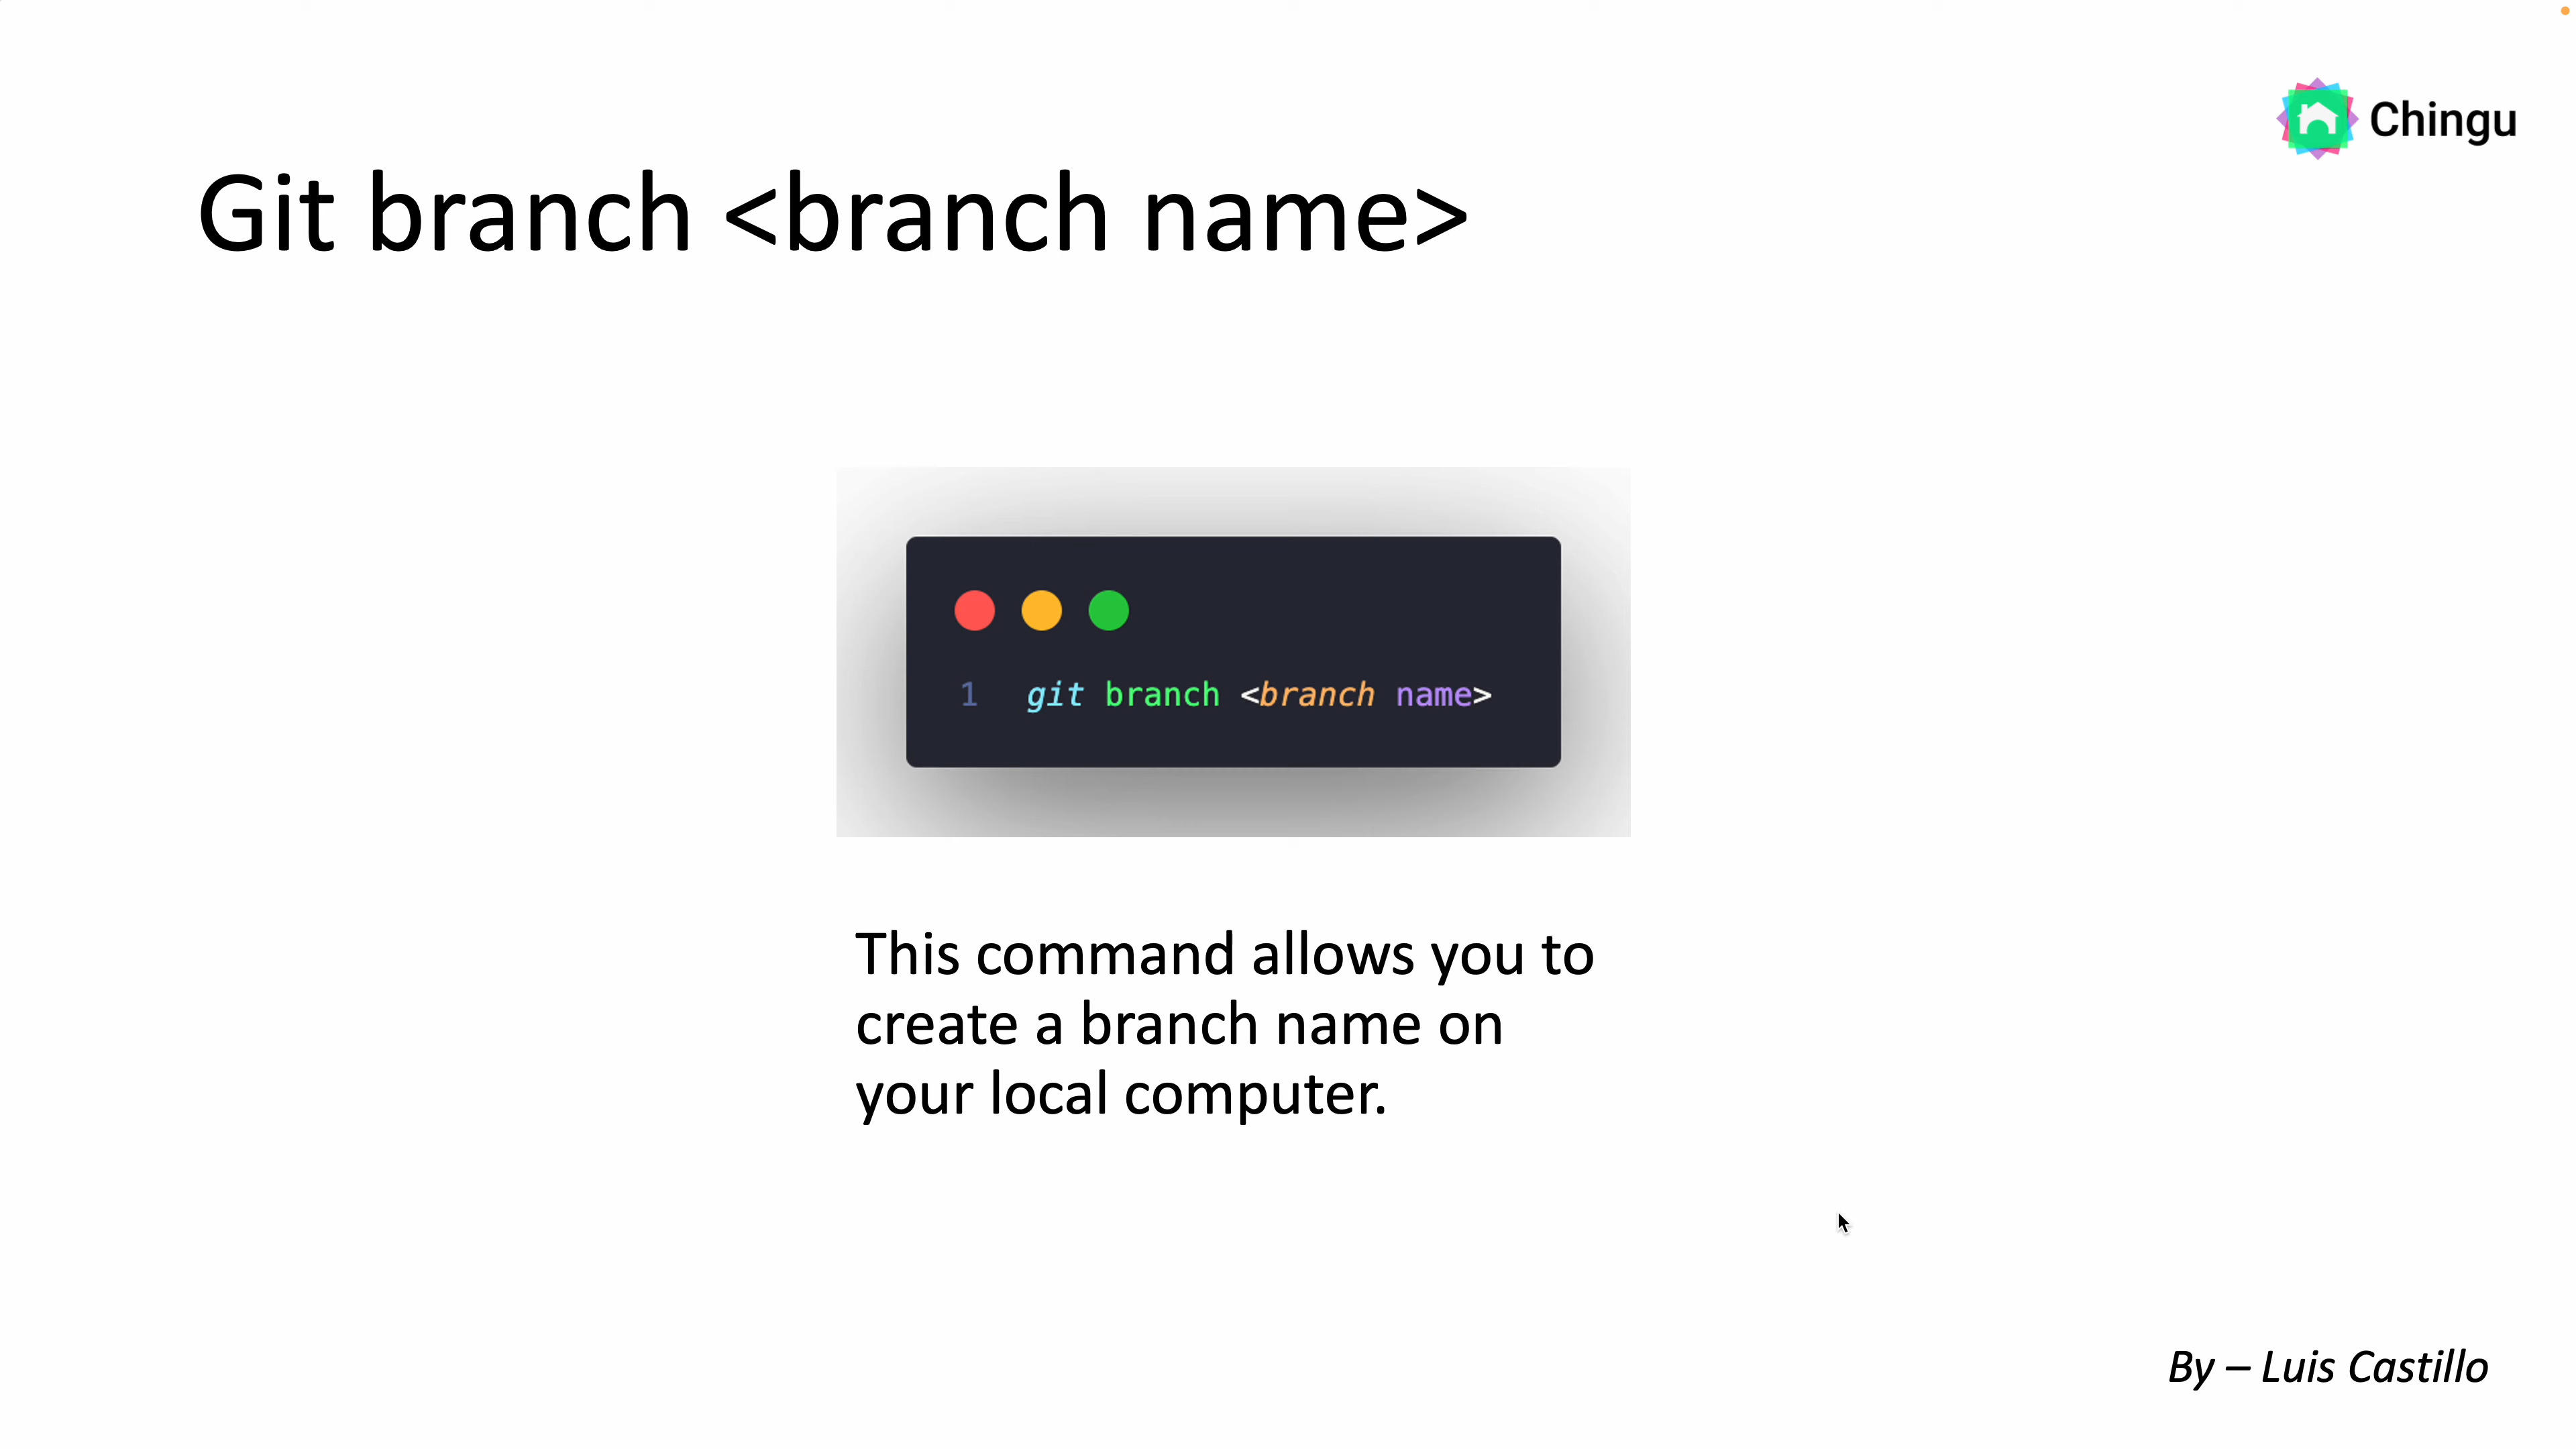 Chingu
Git branch <branch name>
1 git branch <branch name>
This command allows you to
create a branch name on
your local computer.
By – Luis Castillo